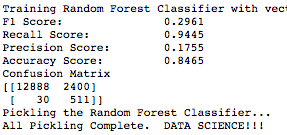 Training Random Forest Classifier with vect
F1 Score: 0.2961
Recall Score: 0.9445
Precision Score: 0.1755
Accuracy Score: 0.8465
Confusion Matrix
[[12888 2400]
[ 30 511]]
Pickling the Random Forest Classifier...
All Pickling Complete. DATA SCIENCE!!!